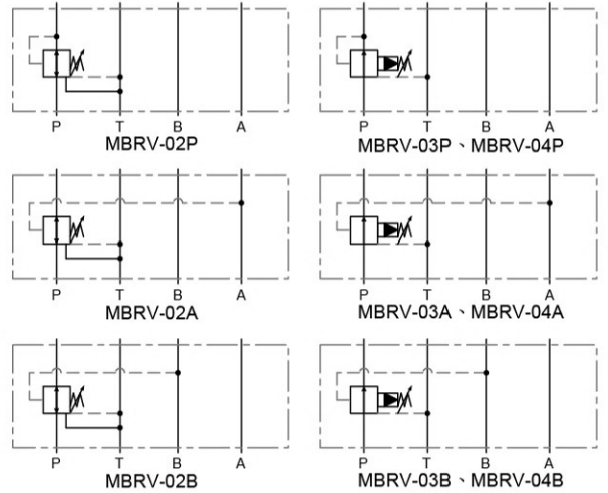 P T B A
MBRV-02P
P T B A
MBRV-03P、MBRV-04P
P T B A
MBRV-02A
P T B A
MBRV-03A、MBRV-04A
P T B A
MBRV-02B
P T B A
MBRV-03B、MBRV-04B